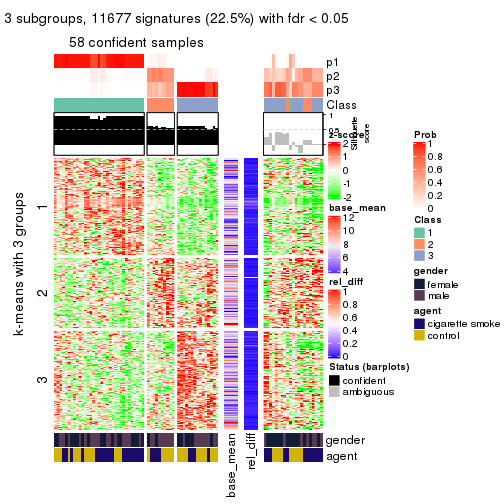 3 subgroups, 11677 signatures (22.5%) with fdr < 0.05
58 confident samples
p1
p2
p3
Class
1
0.5
Silhouette
score
k-means with 3 groups
1
2
3
z-score
2
1
0
-1
-2
base_mean
12
10
8
6
4
rel_diff
1
0.8
0.6
0.4
0.2
0
Status (barplots)
confident
ambiguous
Prob
1
0.8
0.6
0.4
0.2
0
Class
1
2
3
gender
female
male
agent
cigarette smoke
control
gender
agent
base_mean
rel_diff